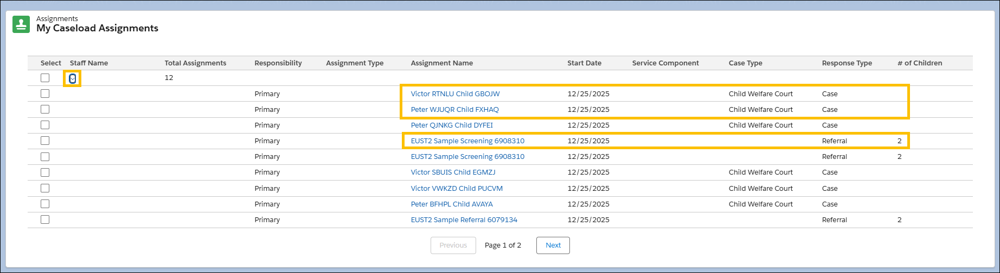 Assignments
My Caseload Assignments
Select Staff Name Total Assignments Responsibility Assignment Type Assignment Name Start Date Service Component Case Type Response Type # of Children
12
Primary Victor RTNLU Child GBOJW 12/25/2025 Child Welfare Court Case
Primary Peter WJUQR Child FXHAQ 12/25/2025 Child Welfare Court Case
Primary Peter QJNKG Child DYFEI 12/25/2025 Child Welfare Court Case
Primary EUST2 Sample Screening 6908310 12/25/2025 Referral 2
Primary EUST2 Sample Screening 6908310 12/25/2025 Referral 2
Primary Victor SBUIS Child EGMZJ 12/25/2025 Child Welfare Court Case
Primary Victor VWKZD Child PUCVM 12/25/2025 Child Welfare Court Case
Primary Peter BFHPL Child AVAYA 12/25/2025 Child Welfare Court Case
Primary EUST2 Sample Referral 6079134 12/25/2025 Referral 2
Previous Page 1 of 2 Next